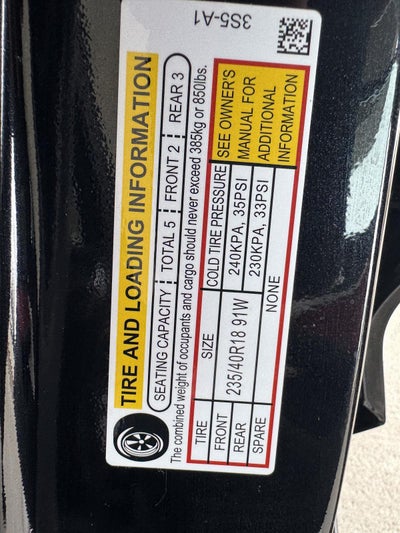 3S5-A1
TIRE AND LOADING INFORMATION
SEATING CAPACITY TOTAL 5 FRONT 2 REAR 3
The combined weight of occupants and cargo should never exceed 385kg or 850lbs.
TIRE SIZE COLD TIRE PRESSURE
FRONT 235/40R18 91W 240KPA, 35PSI
REAR 230KPA, 33PSI
SPARE NONE
SEE OWNER'S
MANUAL FOR
ADDITIONAL
INFORMATION